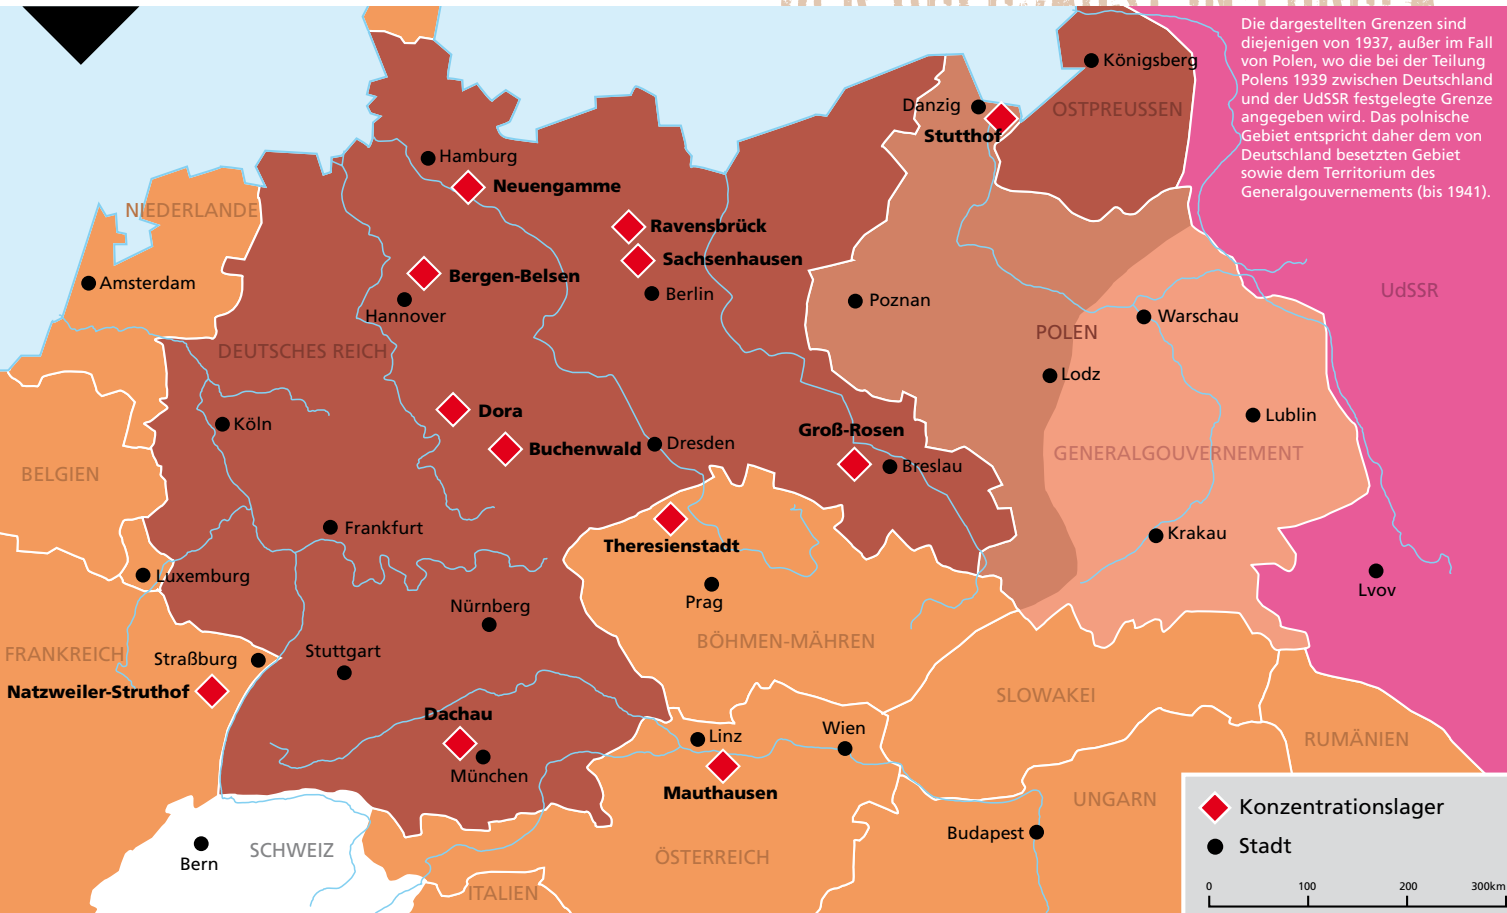 Die dargestellten Grenzen sind
diejenigen von 1937, außer im Fall
von Polen, wo die bei der Teilung
Polens 1939 zwischen Deutschland
und der UdSSR festgelegte Grenze
angegeben wird. Das polnische
Gebiet entspricht daher dem von
Deutschland besetzten Gebiet
sowie dem Territorium des
Generalgouvernements (bis 1941).
Königsberg
Danzig
OSTPREUSSEN
Stutthof
Hamburg
Neuengamme
NIEDERLANDE
Ravensbrück
Sachsenhausen
Bergen-Belsen
Amsterdam
Berlin
Poznan
UdSSR
Hannover
Warschau
POLEN
DEUTSCHES REICH
Lodz
Dora
Lublin
Köln
Groß-Rosen
Dresden
Buchenwald
GENERALGOUVERNEMENT
Breslau
BELGIEN
Frankfurt
Krakau
Theresienstadt
Luxemburg
Lvov
Prag
Nürnberg
BÖHMEN-MÄHREN
Stuttgart
FRANKREICH
Straßburg
Natzweiler-Struthof
SLOWAKEI
Dachau
Wien
Linz
RUMÄNIEN
München
Mauthausen
UNGARN
Budapest
SCHWEIZ
ÖSTERREICH
Bern
ITALIEN
Konzentrationslager
Stadt
0 100 200 300km